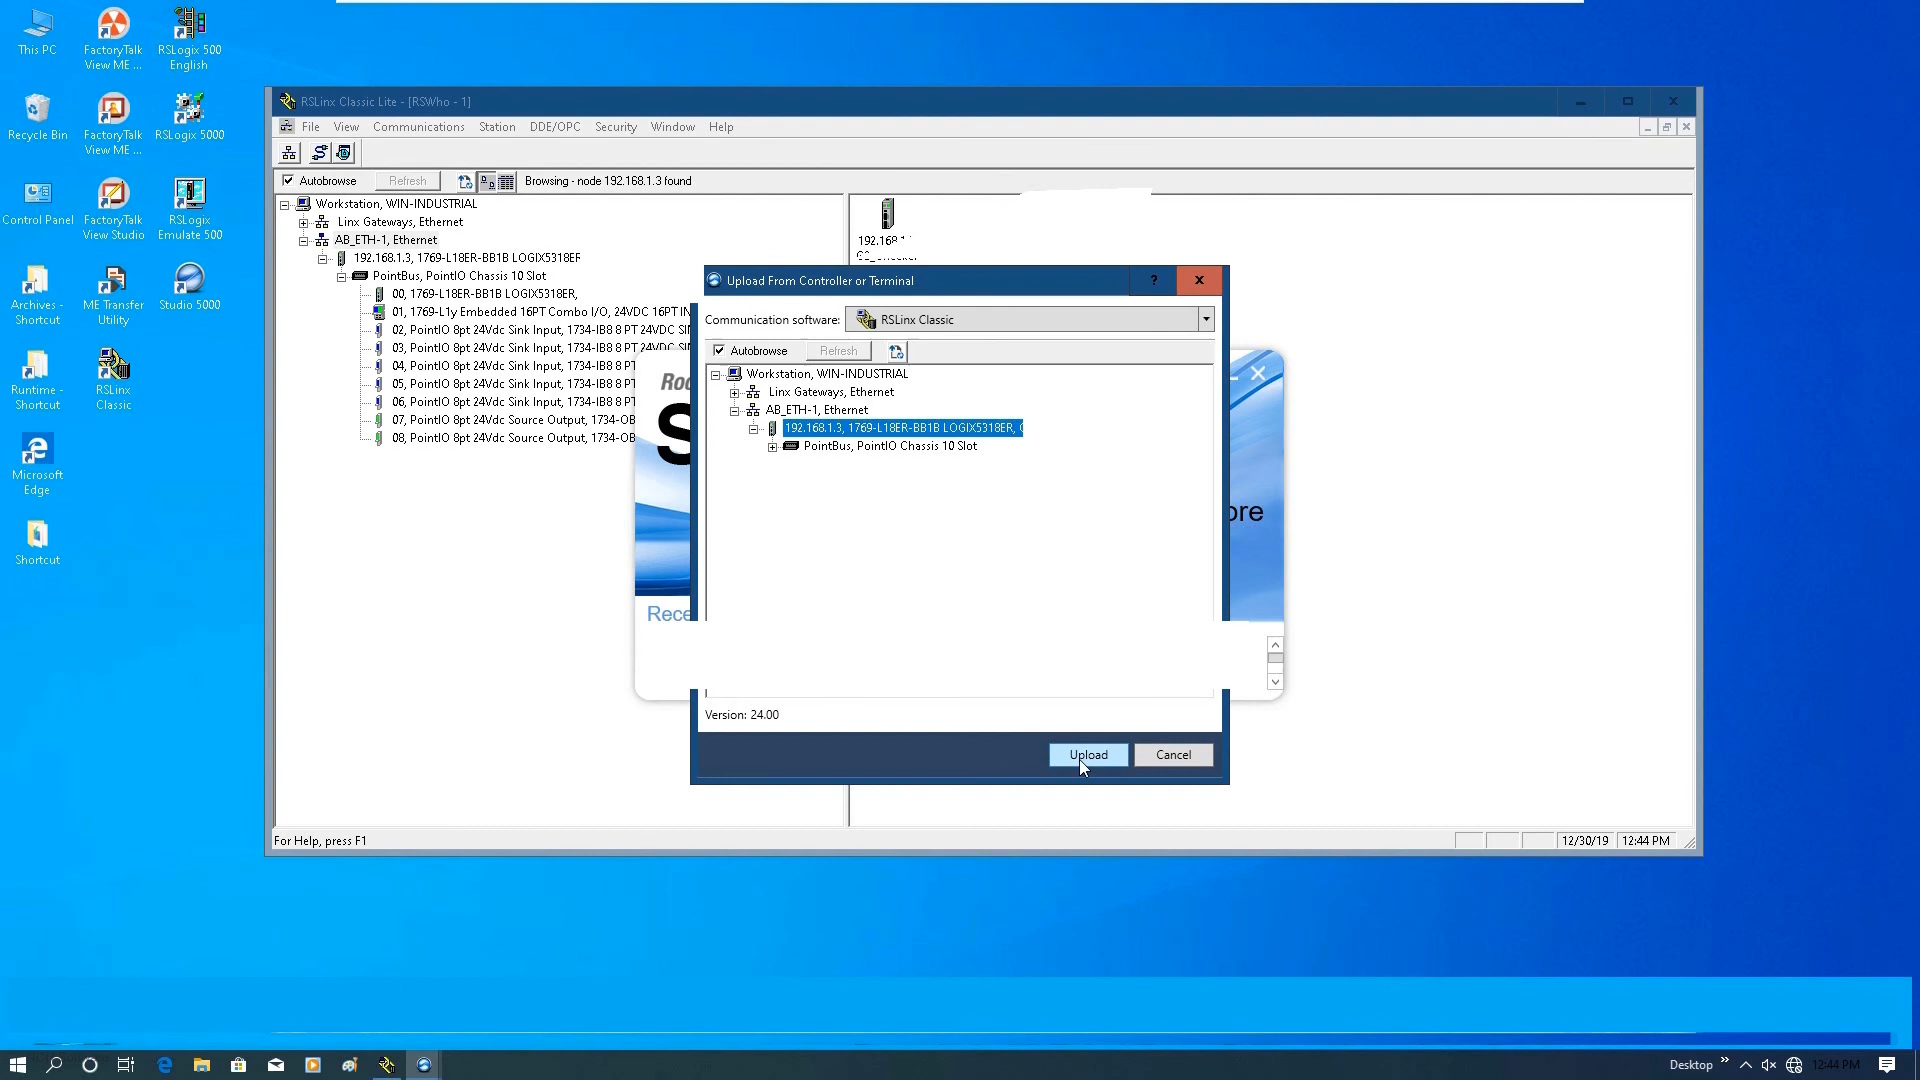 This PC
FactoryTalk View ME ...
RSLogix 500 English
Recycle Bin
FactoryTalk View ME ...
RSLogix 5000
Control Panel
FactoryTalk View Studio
RSLogix Emulate 500
Archives - Shortcut
ME Transfer Utility
Studio 5000
Runtime - Shortcut
RSLinx Classic
Microsoft Edge
Shortcut
RSLinx Classic Lite - [RSWho - 1]
File View Communications Station DDE/OPC Security Window Help
Autobrowse Refresh Browsing - node 192.168.1.3 found
Workstation, WIN-INDUSTRIAL
Linx Gateways, Ethernet
AB_ETH-1, Ethernet
192.168.1.3, 1769-L18ER-BB1B LOGIX5318ER
PointBus, PointIO Chassis 10 Slot
00, 1769-L18ER-BB1B LOGIX5318ER,
01, 1769-L1y Embedded 16PT Combo I/O, 24VDC 16PT IN
02, PointIO 8pt 24Vdc Sink Input, 1734-IB8 8 PT 24VDC SI
03, PointIO 8pt 24Vdc Sink Input, 1734-IB8 8 PT 24VDC SI
04, PointIO 8pt 24Vdc Sink Input, 1734-IB8 8 PT
05, PointIO 8pt 24Vdc Sink Input, 1734-IB8 8 PT
06, PointIO 8pt 24Vdc Sink Input, 1734-IB8 8 PT
07, PointIO 8pt 24Vdc Source Output, 1734-OB
08, PointIO 8pt 24Vdc Source Output, 1734-OB
192.168
Upload From Controller or Terminal
? X
Communication software: RSLinx Classic
Autobrowse Refresh
Workstation, WIN-INDUSTRIAL
Linx Gateways, Ethernet
AB_ETH-1, Ethernet
192.168.1.3, 1769-L18ER-BB1B LOGIX5318ER,
PointBus, PointIO Chassis 10 Slot
Roc
S
ore
Rece
Version: 24.00
Upload Cancel
For Help, press F1
12/30/19 12:44 PM
Desktop 12:44 PM